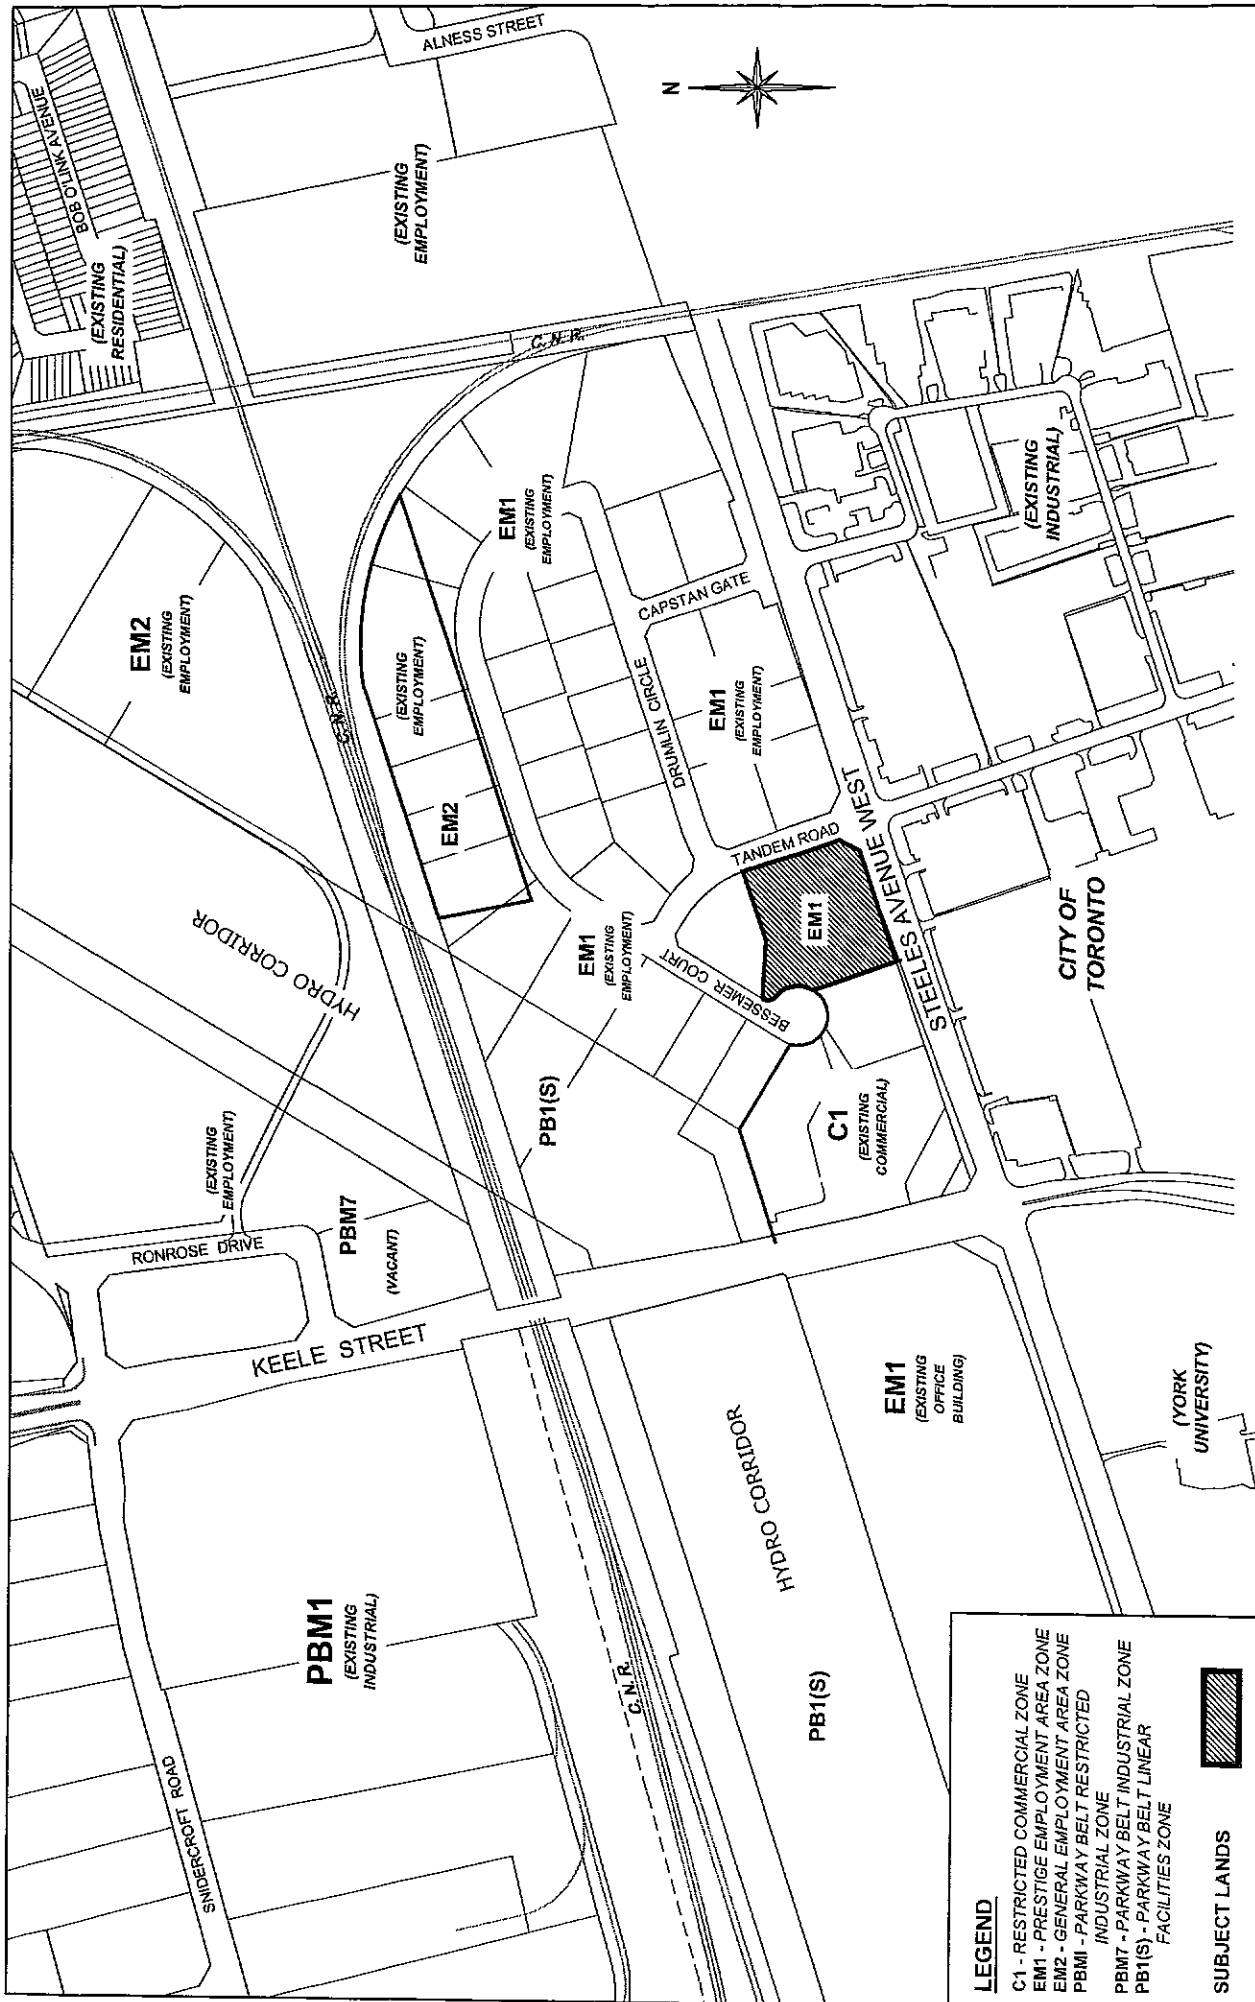 SNIDERCROFT ROAD
PBM1
(EXISTING
INDUSTRIAL)
C. N. R.
KEELE STREET
RONROSE DRIVE
(EXISTING
EMPLOYMENT)
PBM7
(VACANT)
HYDRO CORRIDOR
EM2
(EXISTING
EMPLOYMENT)
C. N. R.
(EXISTING
RESIDENTIAL)
BOB O'LINK AVENUE
ALNESS STREET
N
(EXISTING
EMPLOYMENT)
C. N. R.
EM2
(EXISTING
EMPLOYMENT)
EM1
(EXISTING
EMPLOYMENT)
PB1(S)
EM1
(EXISTING
EMPLOYMENT)
DRUMLIN CIRCLE
CAPSTAN GATE
EM1
(EXISTING
EMPLOYMENT)
TANDEM ROAD
BESSEMER COURT
EM1
C1
(EXISTING
COMMERCIAL)
STEELES AVENUE WEST
(EXISTING
INDUSTRIAL)
CITY OF
TORONTO
HYDRO CORRIDOR
EM1
(EXISTING
OFFICE
BUILDING)
PB1(S)
(YORK
UNIVERSITY)
LEGEND
C1 - RESTRICTED COMMERCIAL ZONE
EM1 - PRESTIGE EMPLOYMENT AREA ZONE
EM2 - GENERAL EMPLOYMENT AREA ZONE
PBMI - PARKWAY BELT RESTRICTED
INDUSTRIAL ZONE
PBM7 - PARKWAY BELT INDUSTRIAL ZONE
PB1(S) - PARKWAY BELT LINEAR
FACILITIES ZONE
SUBJECT LANDS